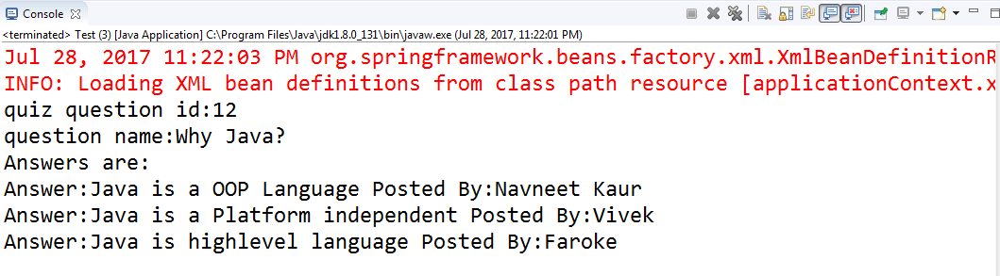 Console
<terminated> Test (3) [Java Application] C:\Program Files\Java\jdk1.8.0_131\bin\javaw.exe (Jul 28, 2017, 11:22:01 PM)
Jul 28, 2017 11:22:03 PM org.springframework.beans.factory.xml.XmlBeanDefinitionR
INFO: Loading XML bean definitions from class path resource [applicationContext.x
quiz question id:12
question name:Why Java?
Answers are:
Answer:Java is a OOP Language Posted By:Navneet Kaur
Answer:Java is a Platform independent Posted By:Vivek
Answer:Java is highlevel language Posted By:Faroke